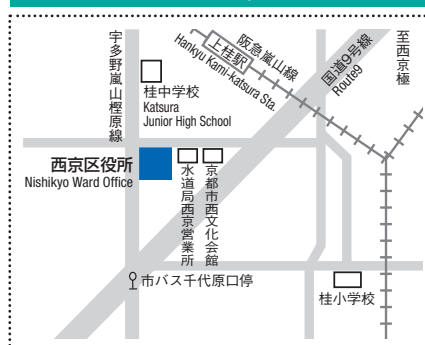 宇多野嵐山樫原線
桂中学校
Katsura
Junior High School
阪急嵐山線
上桂駅
Hankyu Kami-katsura Sta.
国道9号線
Route9
至西京極
西京区役所
Nishikyo Ward Office
水道局西京営業所
京都市西文化会館
市バス千代原口停
桂小学校